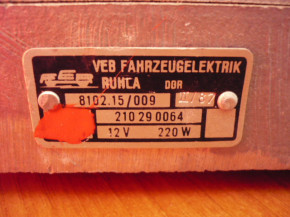 VEB FAHRZEUGELEKTRIK
RUHLA DDR
8102.15/009
210 29 0064
12V 220W